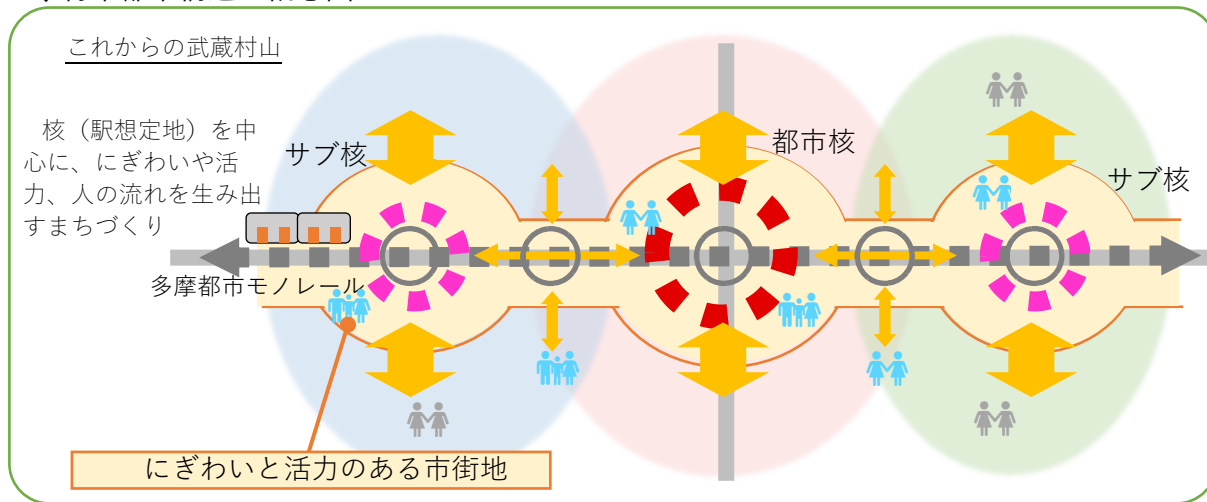 これからの武蔵村山
核（駅想定地）を中
心に、にぎわいや活
力、人の流れを生み出
すまちづくり
サブ核
都市核
サブ核
多摩都市モノレール
にぎわいと活力のある市街地